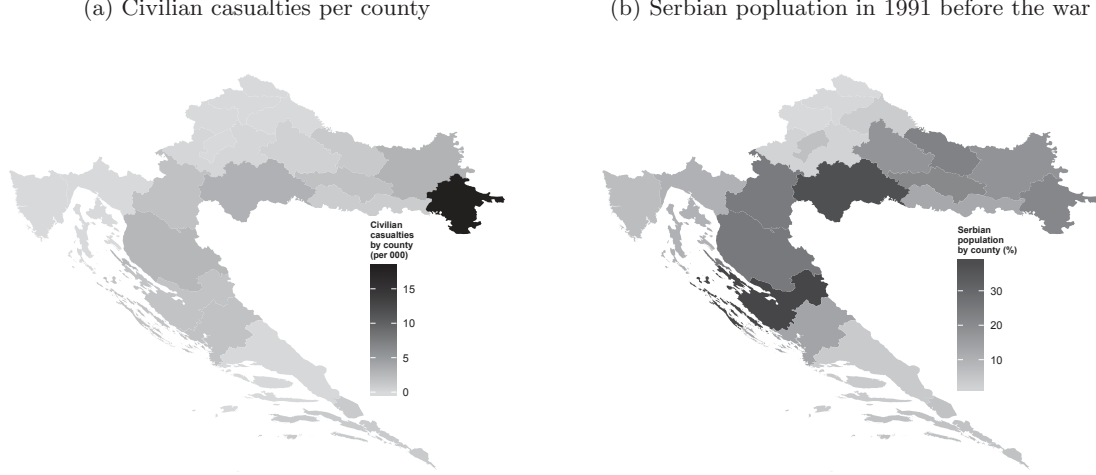 (a) Civilian casualties per county
(b) Serbian popluation in 1991 before the war
Civilian
casualties
by county
(per 000)
15
10
5
0
Serbian
population
by county (%)
30
20
10